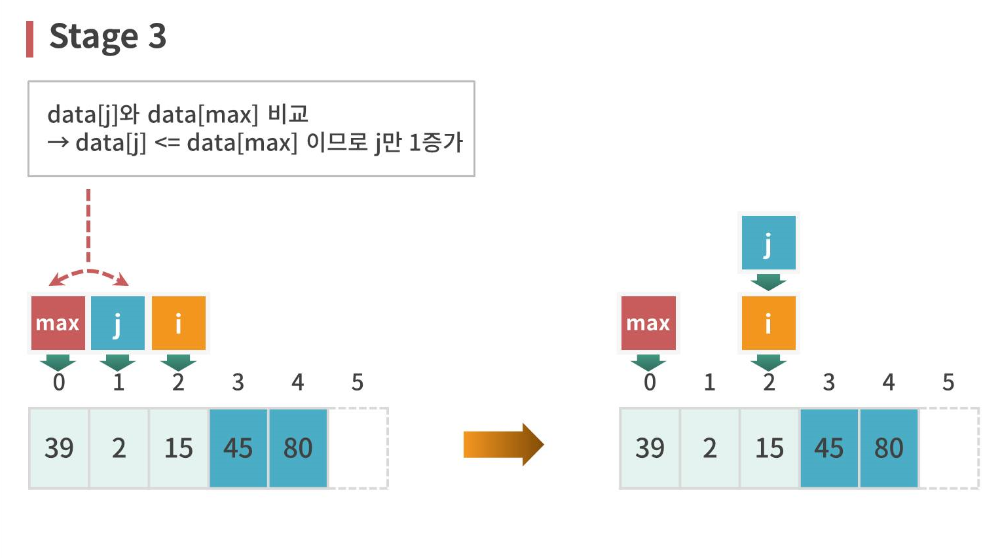 Stage 3
data[j]와 data[max] 비교
→ data[j] <= data[max] 이므로 j만 1증가
j
max j i
max i
0 1 2 3 4 5
0 1 2 3 4 5
39 2 15 45 80
39 2 15 45 80